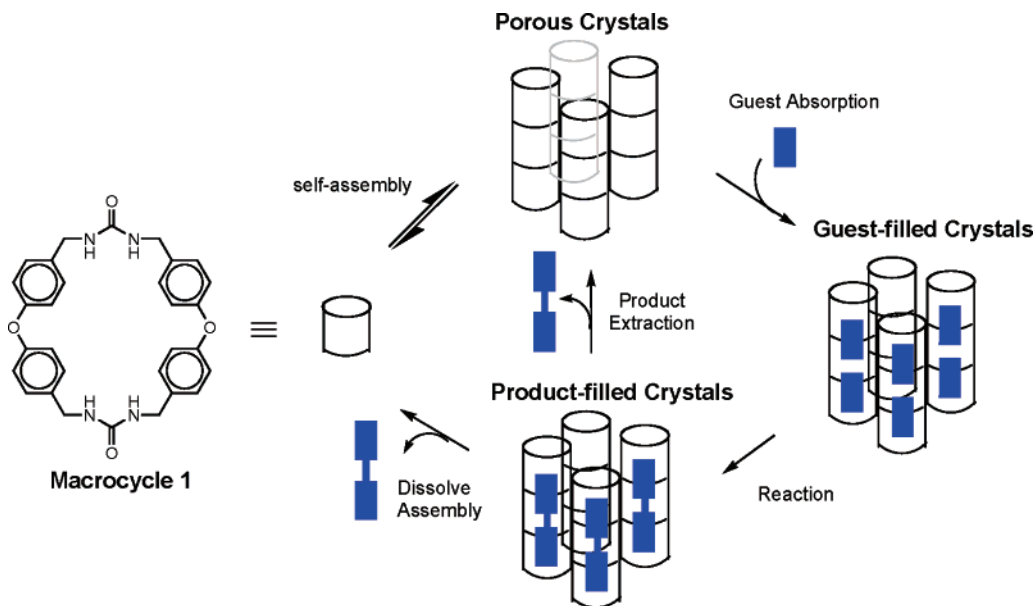 Porous Crystals
Guest Absorption
self-assembly
Guest-filled Crystals
Product
Extraction
O
N N
H H
O O
≡
H H
N N
O
Macrocycle 1
Product-filled Crystals
Dissolve
Assembly
Reaction